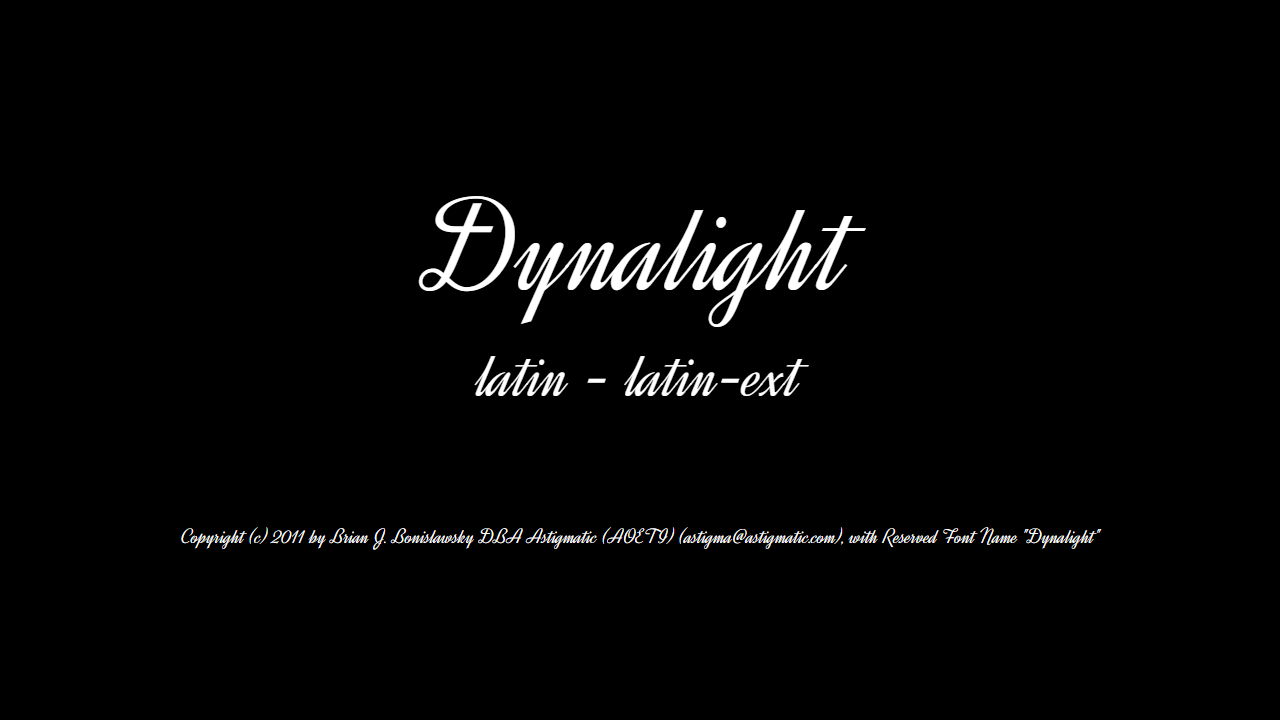 Dynalight
latin - latin-ext
Copyright (c) 2011 by Brian J. Bonislawsky DBA Astigmatic (AOETI) (astigma@astigmatic.com), with Reserved Font Name "Dynalight"